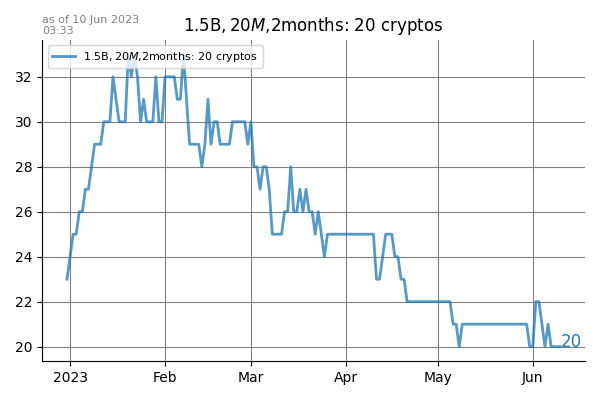 as of 10 Jun 2023
03:33
1.5B, 20M,2months: 20 cryptos
1.5B, 20M,2months: 20 cryptos
32
30
28
26
24
22
20
20
2023
Feb
Mar
Apr
May
Jun